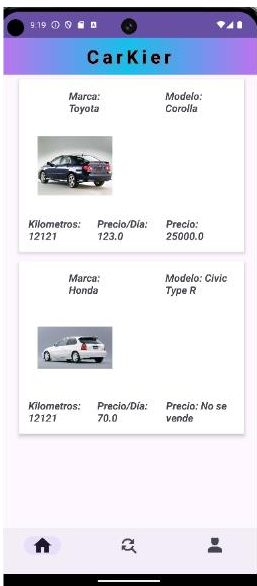 9:19
CarKier
Marca: Modelo:
Toyota Corolla
Kilometros: Precio/Día: Precio:
12121 123.0 25000.0
Marca: Modelo: Civic
Honda Type R
Kilometros: Precio/Día: Precio: No se
12121 70.0 vende